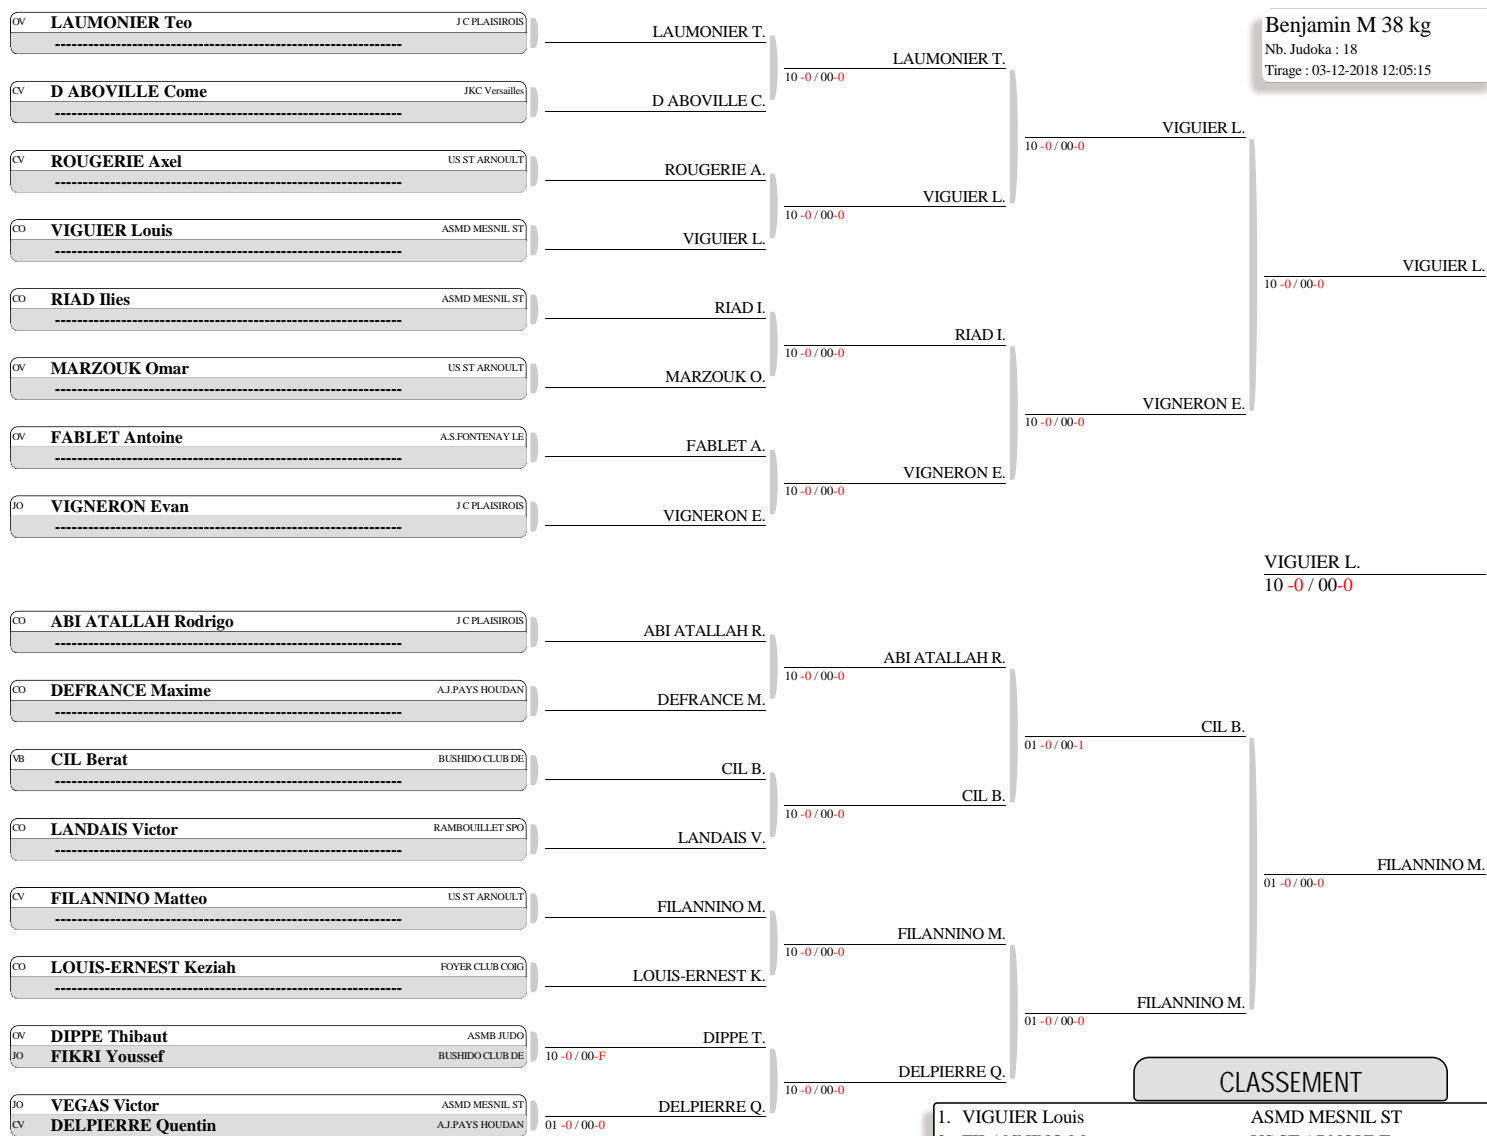 Benjamin M 38 kg
Nb. Judoka : 18
Tirage : 03-12-2018 12:05:15
OV LAUMONIER Teo J C PLAISIROIS
---------------------------------------------------------------
CV D ABOVILLE Come JKC Versailles
---------------------------------------------------------------
CV ROUGERIE Axel US ST ARNOULT
---------------------------------------------------------------
CO VIGUIER Louis ASMD MESNIL ST
---------------------------------------------------------------
CO RIAD Ilies ASMD MESNIL ST
---------------------------------------------------------------
OV MARZOUK Omar US ST ARNOULT
---------------------------------------------------------------
OV FABLET Antoine A.S.FONTENAY LE
---------------------------------------------------------------
JO VIGNERON Evan J C PLAISIROIS
---------------------------------------------------------------
CO ABI ATALLAH Rodrigo J C PLAISIROIS
---------------------------------------------------------------
CO DEFRANCE Maxime A.J.PAYS HOUDAN
---------------------------------------------------------------
VB CIL Berat BUSHIDO CLUB DE
---------------------------------------------------------------
CO LANDAIS Victor RAMBOUILLET SPO
---------------------------------------------------------------
CV FILANNINO Matteo US ST ARNOULT
---------------------------------------------------------------
CO LOUIS-ERNEST Keziah FOYER CLUB COIG
---------------------------------------------------------------
OV DIPPE Thibaut ASMB JUDO
JO FIKRI Youssef BUSHIDO CLUB DE
JO VEGAS Victor ASMD MESNIL ST
CV DELPIERRE Quentin A.J.PAYS HOUDAN
LAUMONIER T.
D ABOVILLE C.
ROUGERIE A.
VIGUIER L.
RIAD I.
MARZOUK O.
FABLET A.
VIGNERON E.
ABI ATALLAH R.
DEFRANCE M.
CIL B.
LANDAIS V.
FILANNINO M.
LOUIS-ERNEST K.
DIPPE T.
10 -0 / 00-F
DELPIERRE Q.
01 -0 / 00-0
LAUMONIER T.
10 -0 / 00-0
VIGUIER L.
10 -0 / 00-0
RIAD I.
10 -0 / 00-0
VIGNERON E.
10 -0 / 00-0
ABI ATALLAH R.
10 -0 / 00-0
CIL B.
10 -0 / 00-0
FILANNINO M.
10 -0 / 00-0
DELPIERRE Q.
10 -0 / 00-0
VIGUIER L.
10 -0 / 00-0
VIGNERON E.
10 -0 / 00-0
CIL B.
01 -0 / 00-1
FILANNINO M.
01 -0 / 00-0
VIGUIER L.
10 -0 / 00-0
FILANNINO M.
01 -0 / 00-0
VIGUIER L.
10 -0 / 00-0
CLASSEMENT
1. VIGUIER Louis ASMD MESNIL ST